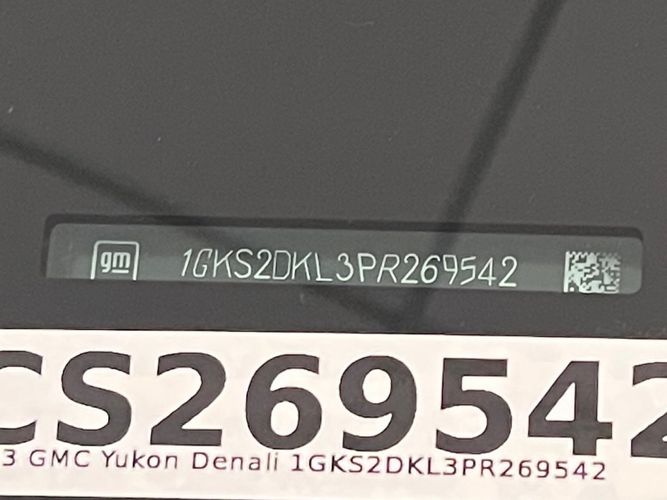 gm 1GKS2DKL3PR269542
CS269542
3 GMC Yukon Denali 1GKS2DKL3PR269542